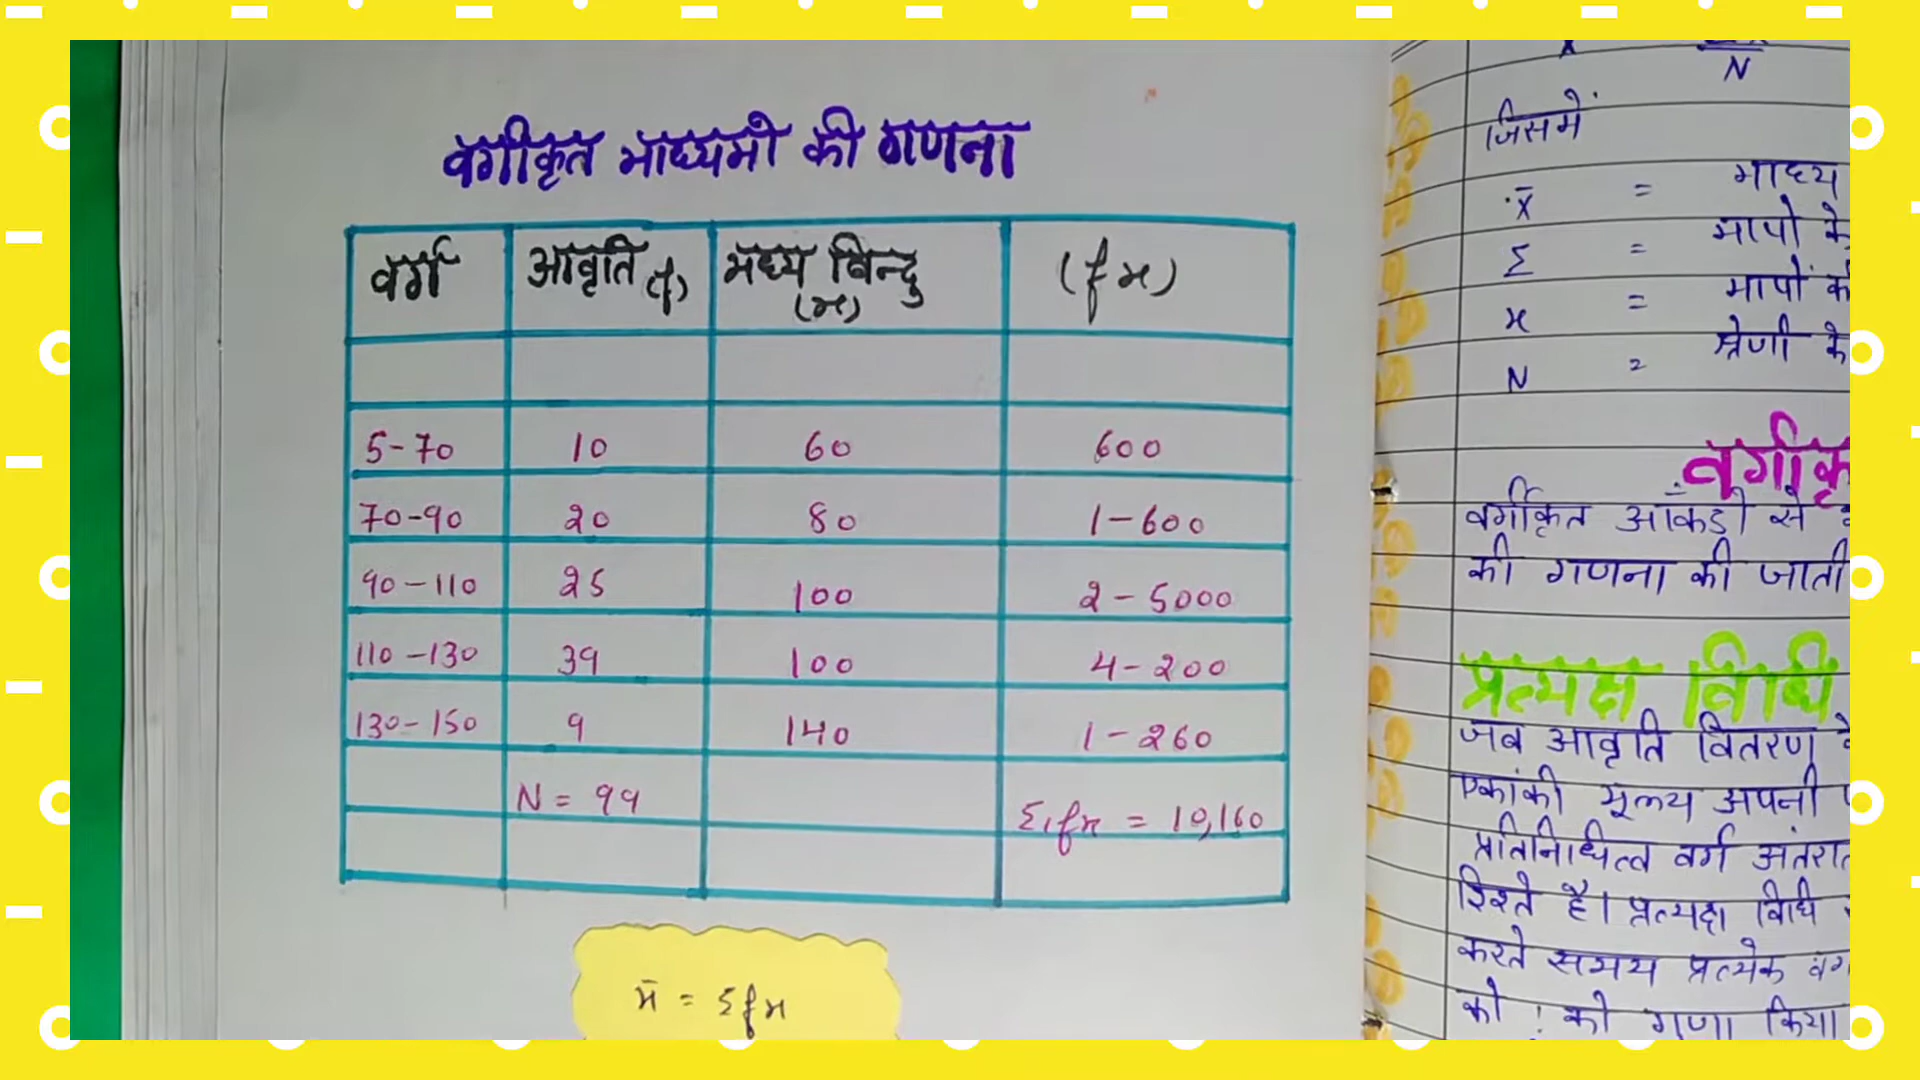 वर्गीकृत माध्यमो की गणना
वर्ग आवृति (f) मध्य बिन्दु (x) (fx)
5-70 10 60 600
70-90 20 80 1-600
90-110 25 100 2-5000
110-130 39 100 4-200
130-150 9 140 1-260
N = 99 Σfx = 10,160
x̄ = Σfx
N
जिसमें
x̄ = माध्य
Σ = मापो के
x = मापों की
N = श्रेणी के
वर्गीकृ
वर्गीकृत आंकडो से
की गणना की जाती
प्रत्यक्ष विधि
जब आवृति वितरण के
एकांकी मूल्य अपनी
प्रतिनिधित्व वर्ग अंतरात
रिश्ते है। प्रत्यक्ष विधि
करते समय प्रत्येक वर्ग
को : को गुणा किया